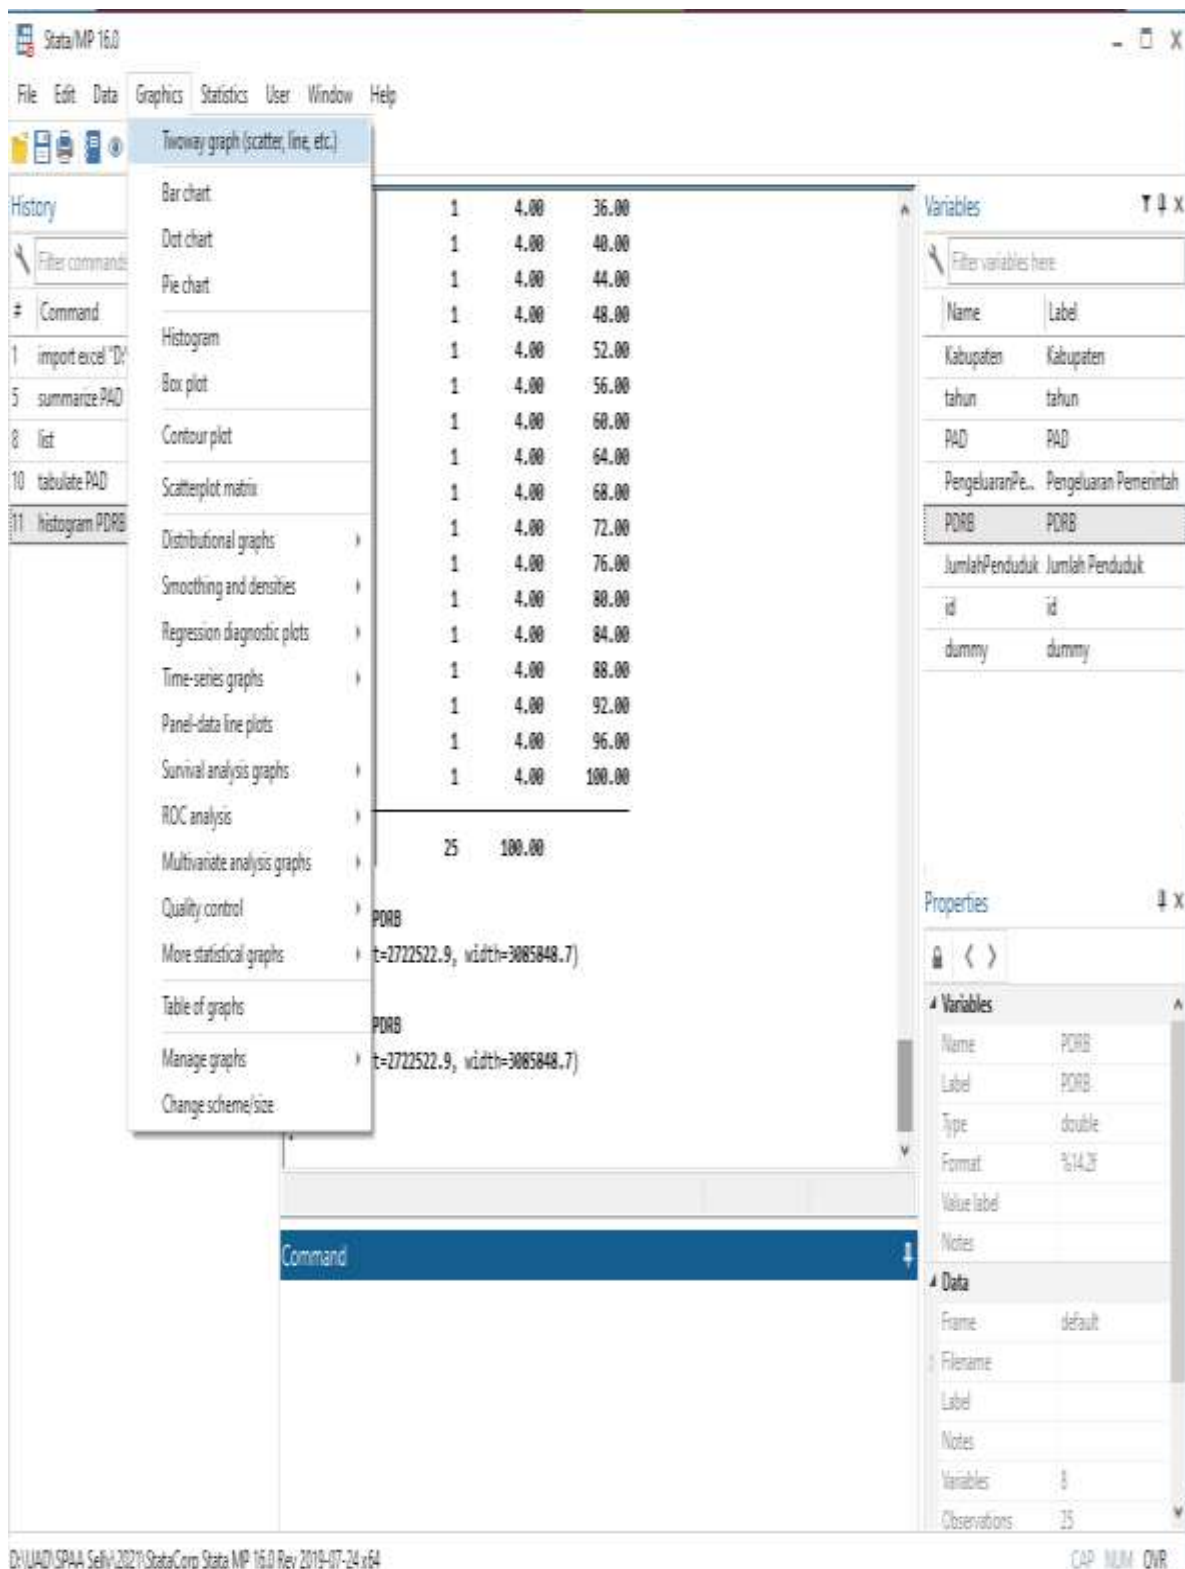 Stata/MP 16.0
File Edit Data Graphics Statistics User Window Help
Twoway graph (scatter, line, etc.)
Bar chart
Dot chart
Pie chart
Histogram
Box plot
Contour plot
Scatterplot matrix
Distributional graphs
Smoothing and densities
Regression diagnostic plots
Time-series graphs
Panel-data line plots
Survival analysis graphs
ROC analysis
Multivariate analysis graphs
Quality control
More statistical graphs
Table of graphs
Manage graphs
Change scheme/size
History
Filter commands
# Command
1 import excel "D:\
5 summarize PAD
8 list
10 tabulate PAD
11 histogram PDRB
1 4.00 36.00
1 4.00 40.00
1 4.00 44.00
1 4.00 48.00
1 4.00 52.00
1 4.00 56.00
1 4.00 60.00
1 4.00 64.00
1 4.00 68.00
1 4.00 72.00
1 4.00 76.00
1 4.00 80.00
1 4.00 84.00
1 4.00 88.00
1 4.00 92.00
1 4.00 96.00
1 4.00 100.00
25 100.00
PDRB
t=2722522.9, width=3085848.7)
PDRB
t=2722522.9, width=3085848.7)
Command
Variables
Filter variables here
Name Label
Kabupaten Kabupaten
tahun tahun
PAD PAD
PengeluaranPe... Pengeluaran Pemerintah
PDRB PDRB
JumlahPenduduk Jumlah Penduduk
id id
dummy dummy
Properties
Variables
Name PDRB
Label PDRB
Type double
Format %14.2f
Value label
Notes
Data
Frame default
Filename
Label
Notes
Variables 8
Observations 25
D:\UAD\SPAA Selly\2021\StataCorp Stata MP 16.0 Rev 2019-07-24 x64
CAP NUM OVR